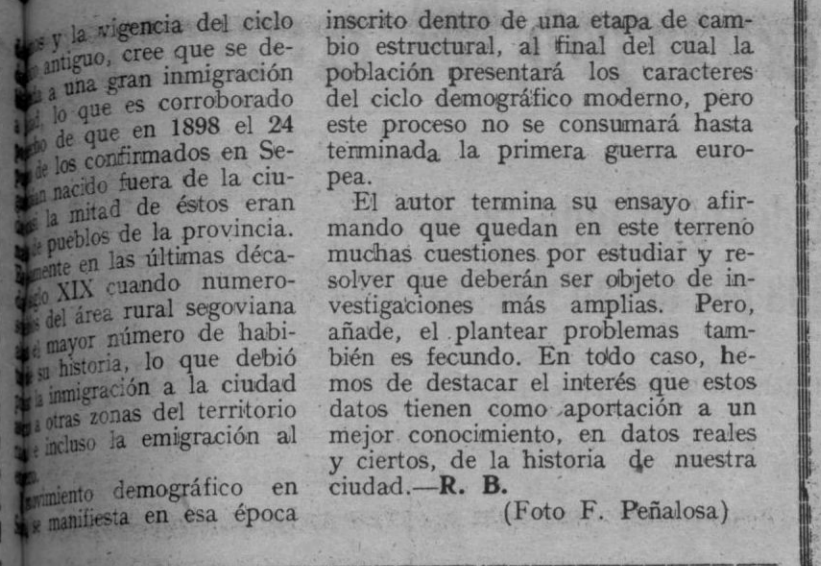 y la vigencia del ciclo
antiguo, cree que se de-
a una gran inmigración
lo que es corroborado
de que en 1898 el 24
de los confirmados en Se-
nacido fuera de la ciu-
la mitad de éstos eran
pueblos de la provincia.
en las últimas déca-
XIX cuando numero-
del área rural segoviana
mayor número de habi-
su historia, lo que debió
la inmigración a la ciudad
a otras zonas del territorio
e incluso la emigración al
demográfico en
se manifiesta en esa época
inscrito dentro de una etapa de cam-
bio estructural, al final del cual la
población presentará los caracteres
del ciclo demográfico moderno, pero
este proceso no se consumará hasta
terminada la primera guerra euro-
pea.
El autor termina su ensayo afir-
mando que quedan en este terreno
muchas cuestiones por estudiar y re-
solver que deberán ser objeto de in-
vestigaciones más amplias. Pero,
añade, el plantear problemas tam-
bién es fecundo. En todo caso, he-
mos de destacar el interés que estos
datos tienen como aportación a un
mejor conocimiento, en datos reales
y ciertos, de la historia de nuestra
ciudad.—R. B.
(Foto F. Peñalosa)